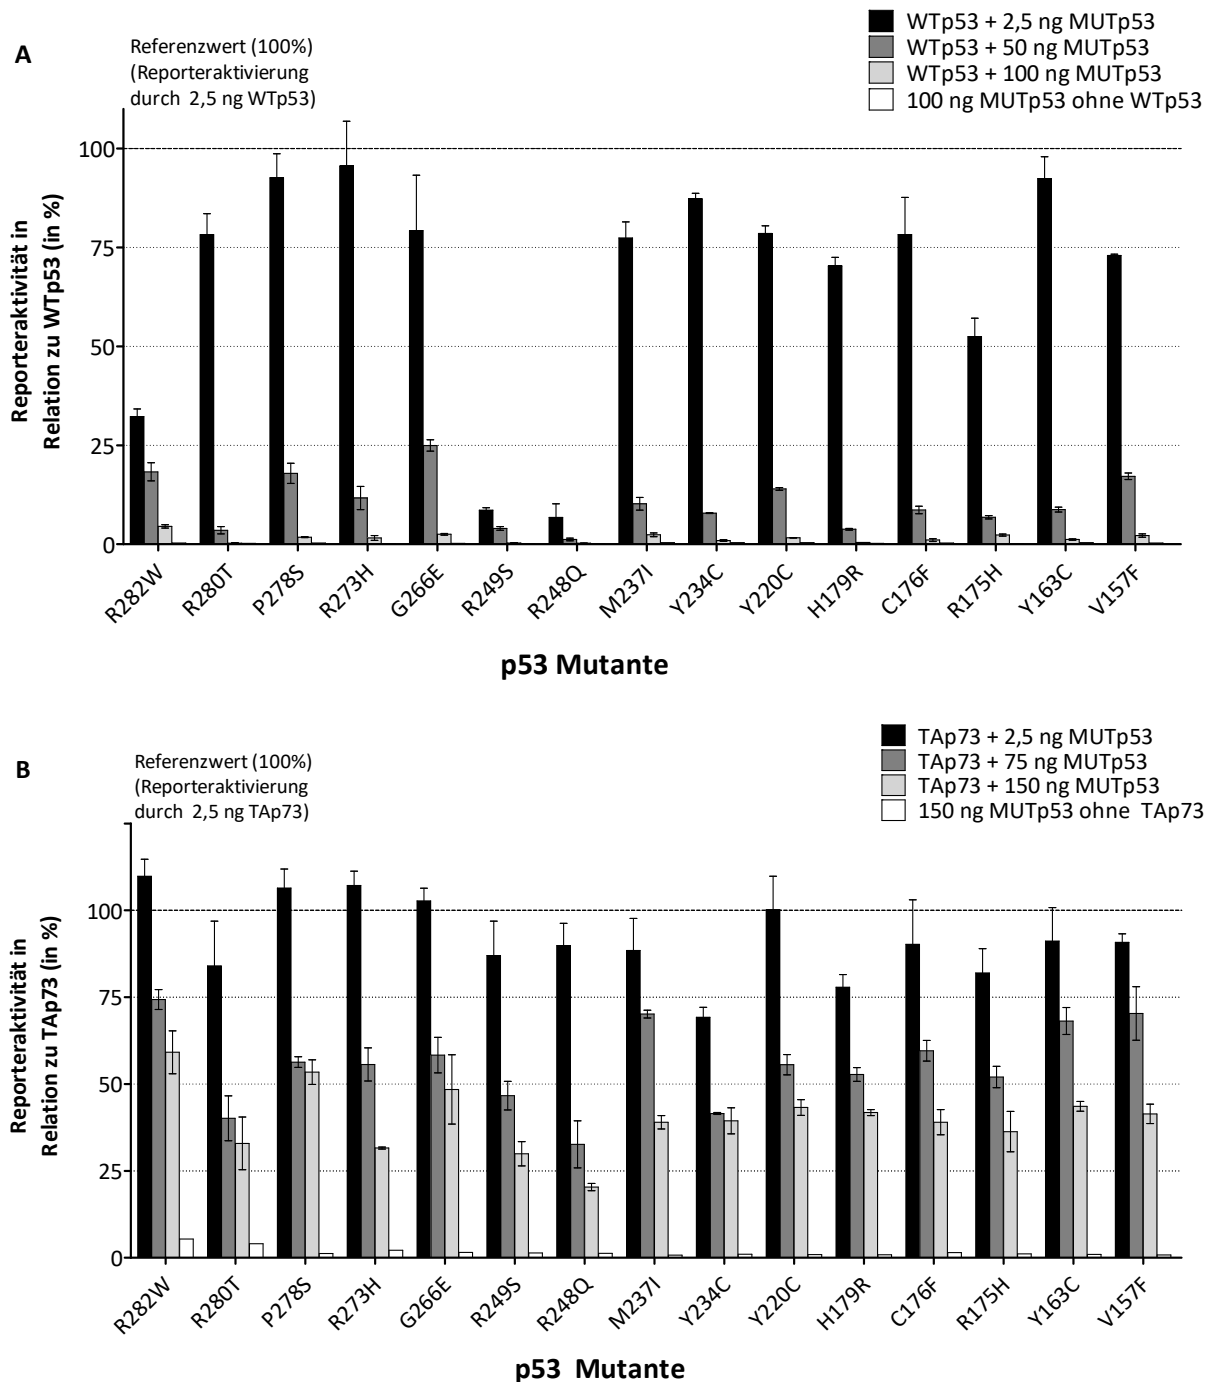 A
Referenzwert (100%)
(Reporteraktivierung
durch 2,5 ng WTp53)
WTp53 + 2,5 ng MUTp53
WTp53 + 50 ng MUTp53
WTp53 + 100 ng MUTp53
100 ng MUTp53 ohne WTp53
Reporteraktivität in
Relation zu WTp53 (in %)
100
75
50
25
0
R282W
R280T
P278S
R273H
G266E
R249S
R248Q
M237I
Y234C
Y220C
H179R
C176F
R175H
Y163C
V157F
p53 Mutante
B
Referenzwert (100%)
(Reporteraktivierung
durch 2,5 ng TAp73)
TAp73 + 2,5 ng MUTp53
TAp73 + 75 ng MUTp53
TAp73 + 150 ng MUTp53
150 ng MUTp53 ohne TAp73
Reporteraktivität in
Relation zu TAp73 (in %)
100
75
50
25
0
R282W
R280T
P278S
R273H
G266E
R249S
R248Q
M237I
Y234C
Y220C
H179R
C176F
R175H
Y163C
V157F
p53 Mutante